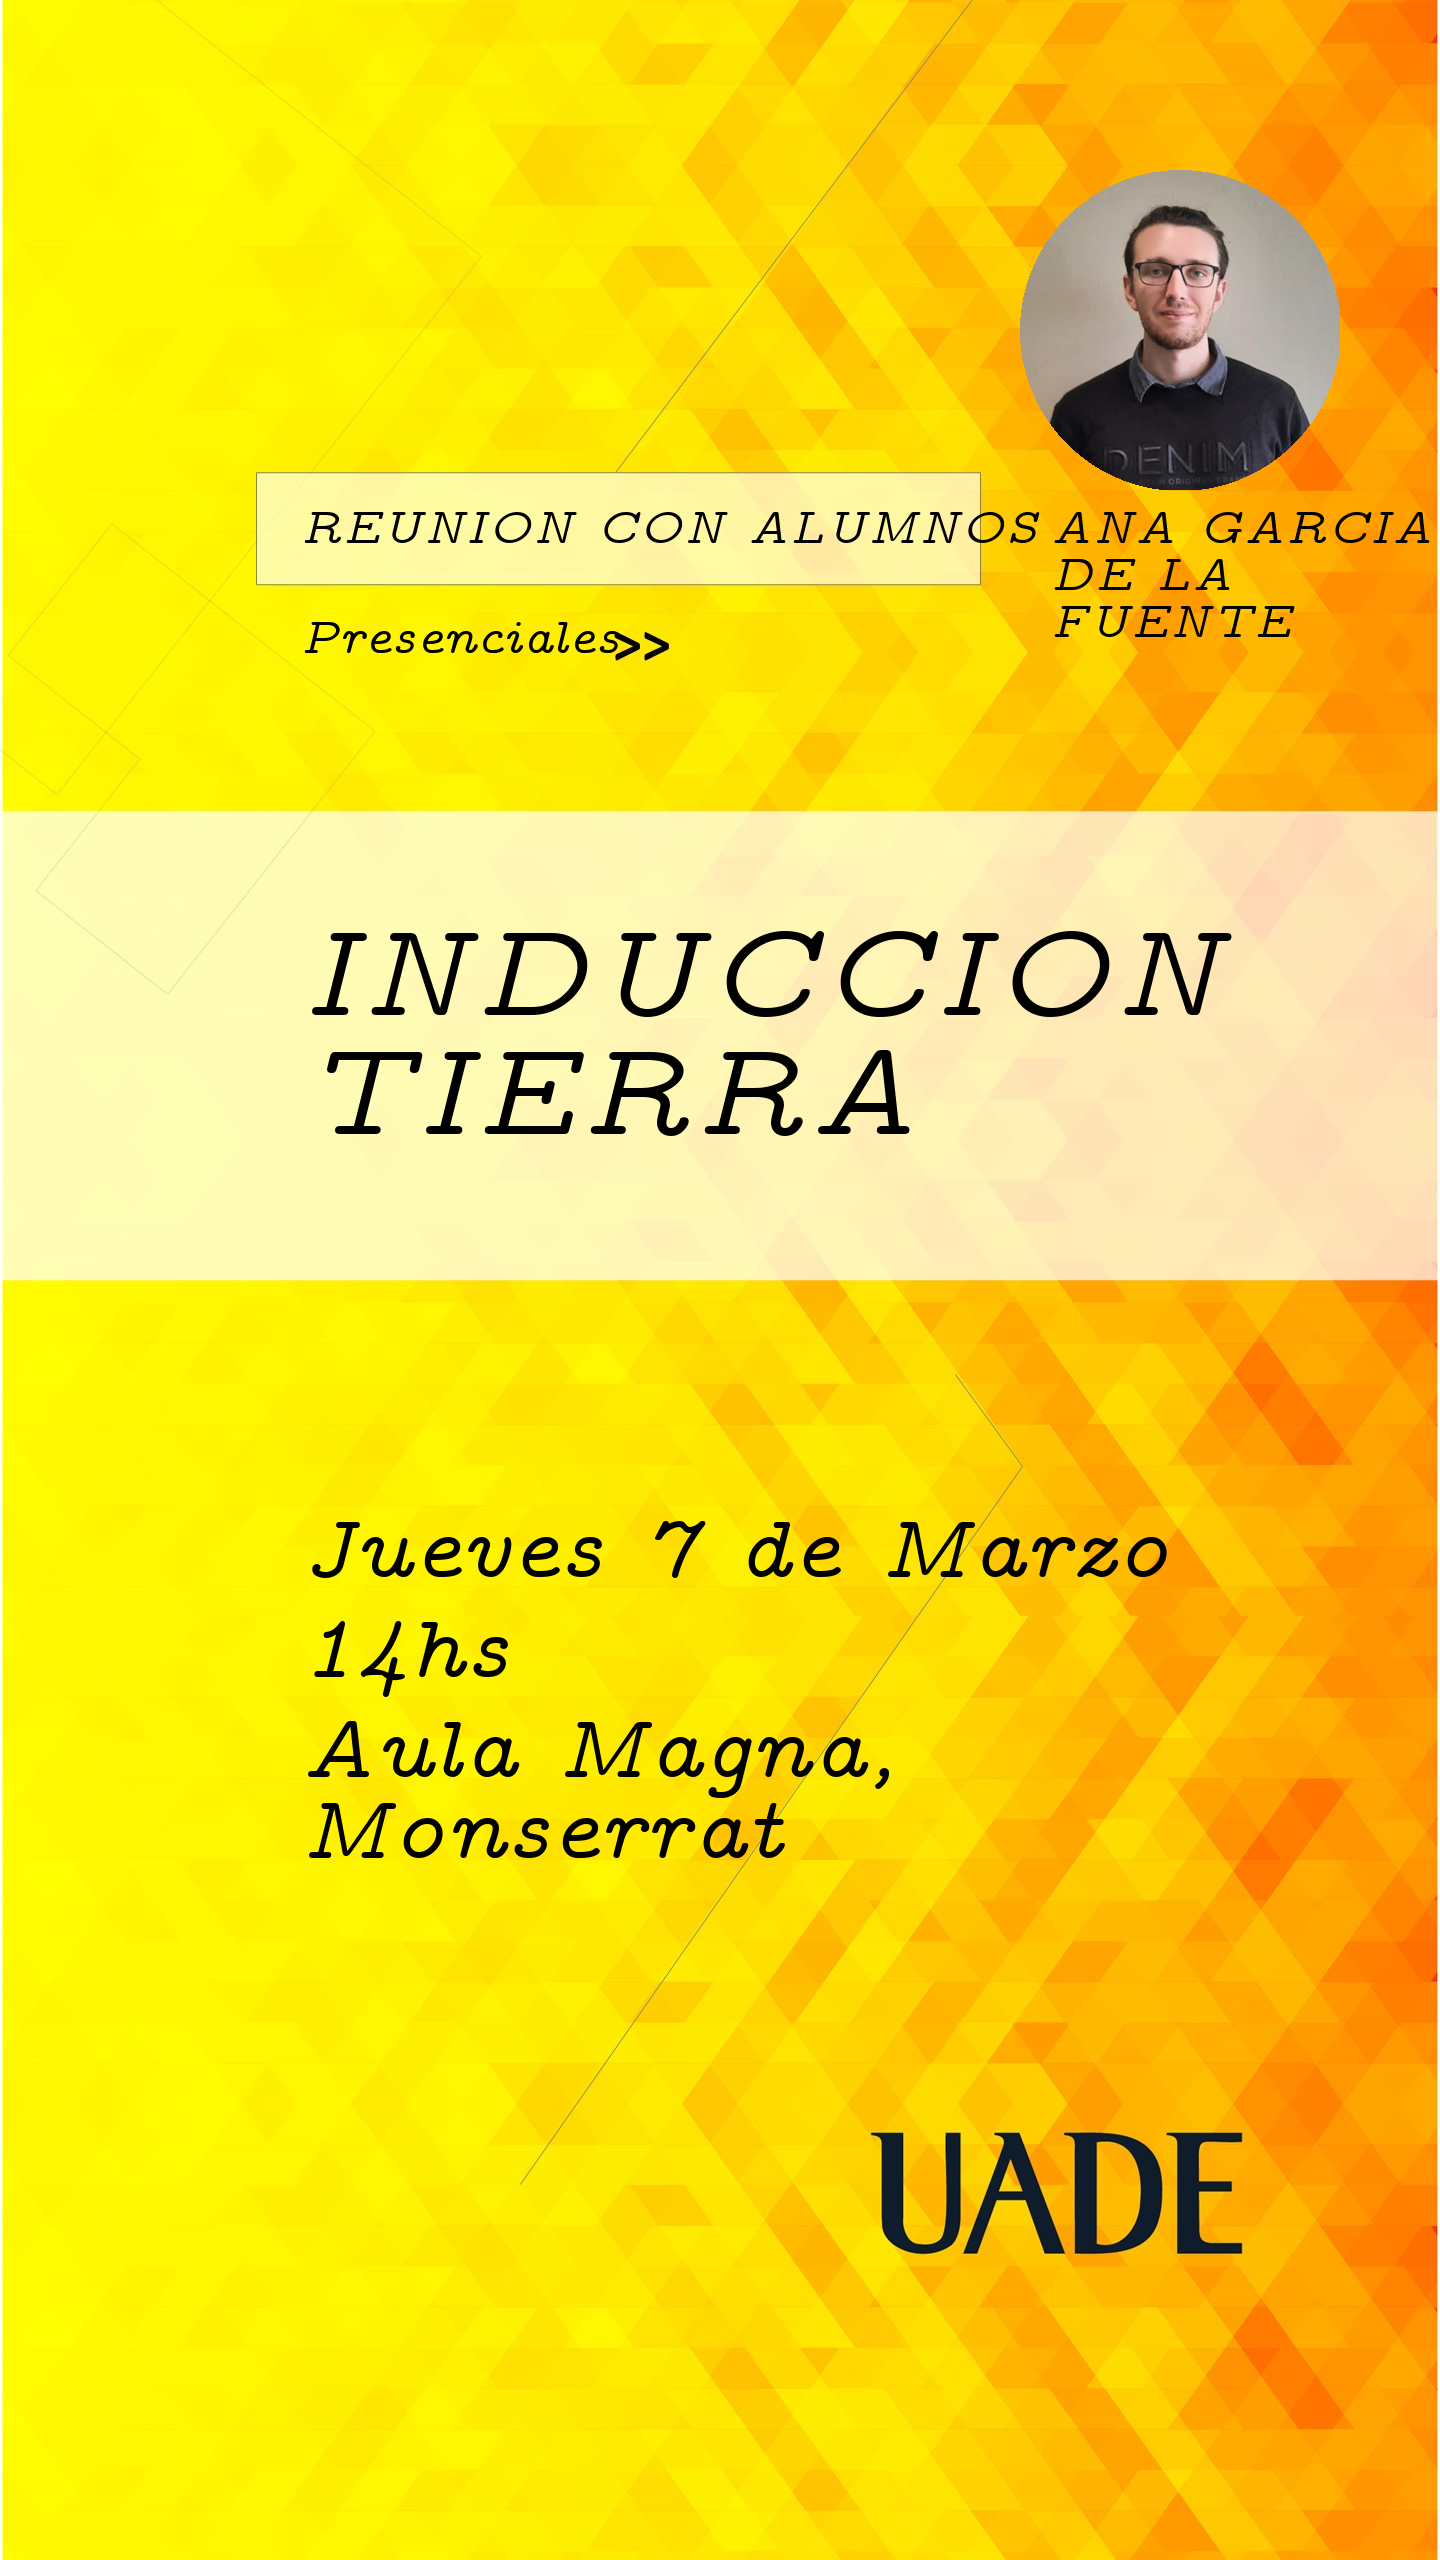 DENIM
REUNION CON ALUMNOS
ANA GARCIA
DE LA
FUENTE
Presenciales>>
INDUCCION
TIERRA
Jueves 7 de Marzo
14hs
Aula Magna,
Monserrat
UADE